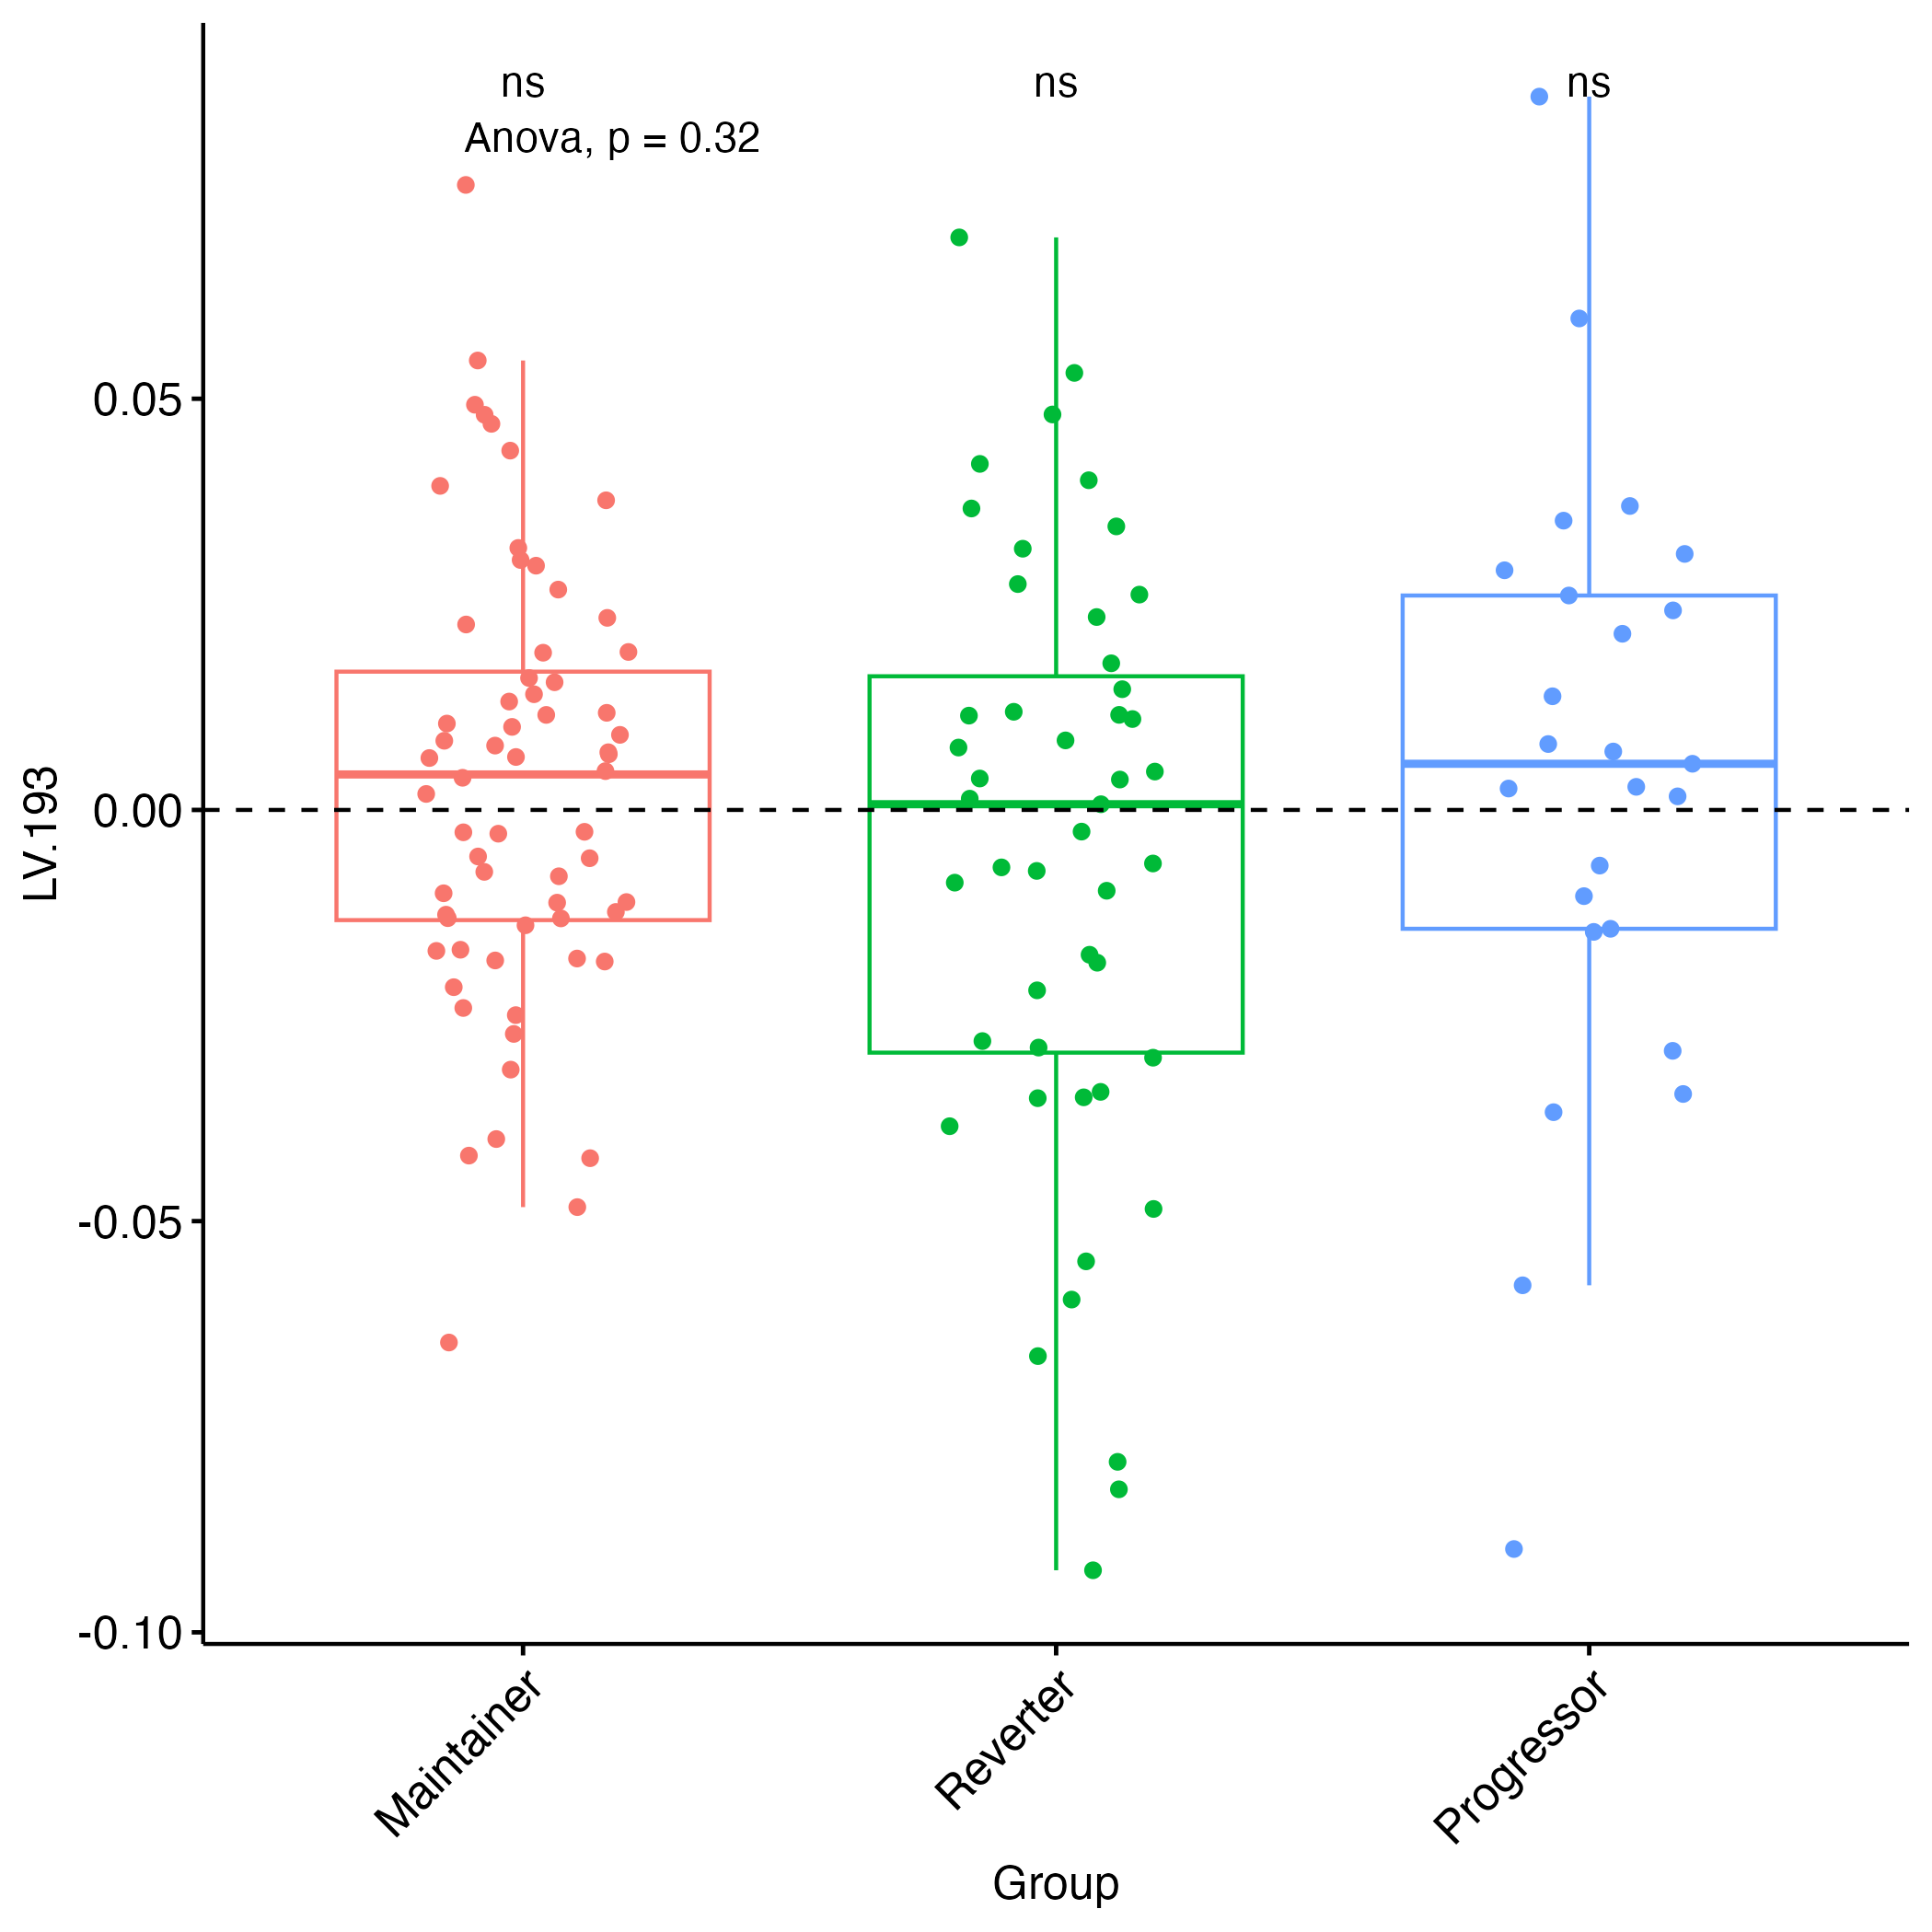 ns ns ns
Anova, p = 0.32
0.05
0.00
-0.05
-0.10
LV.193
Maintainer Reverter Progressor
Group